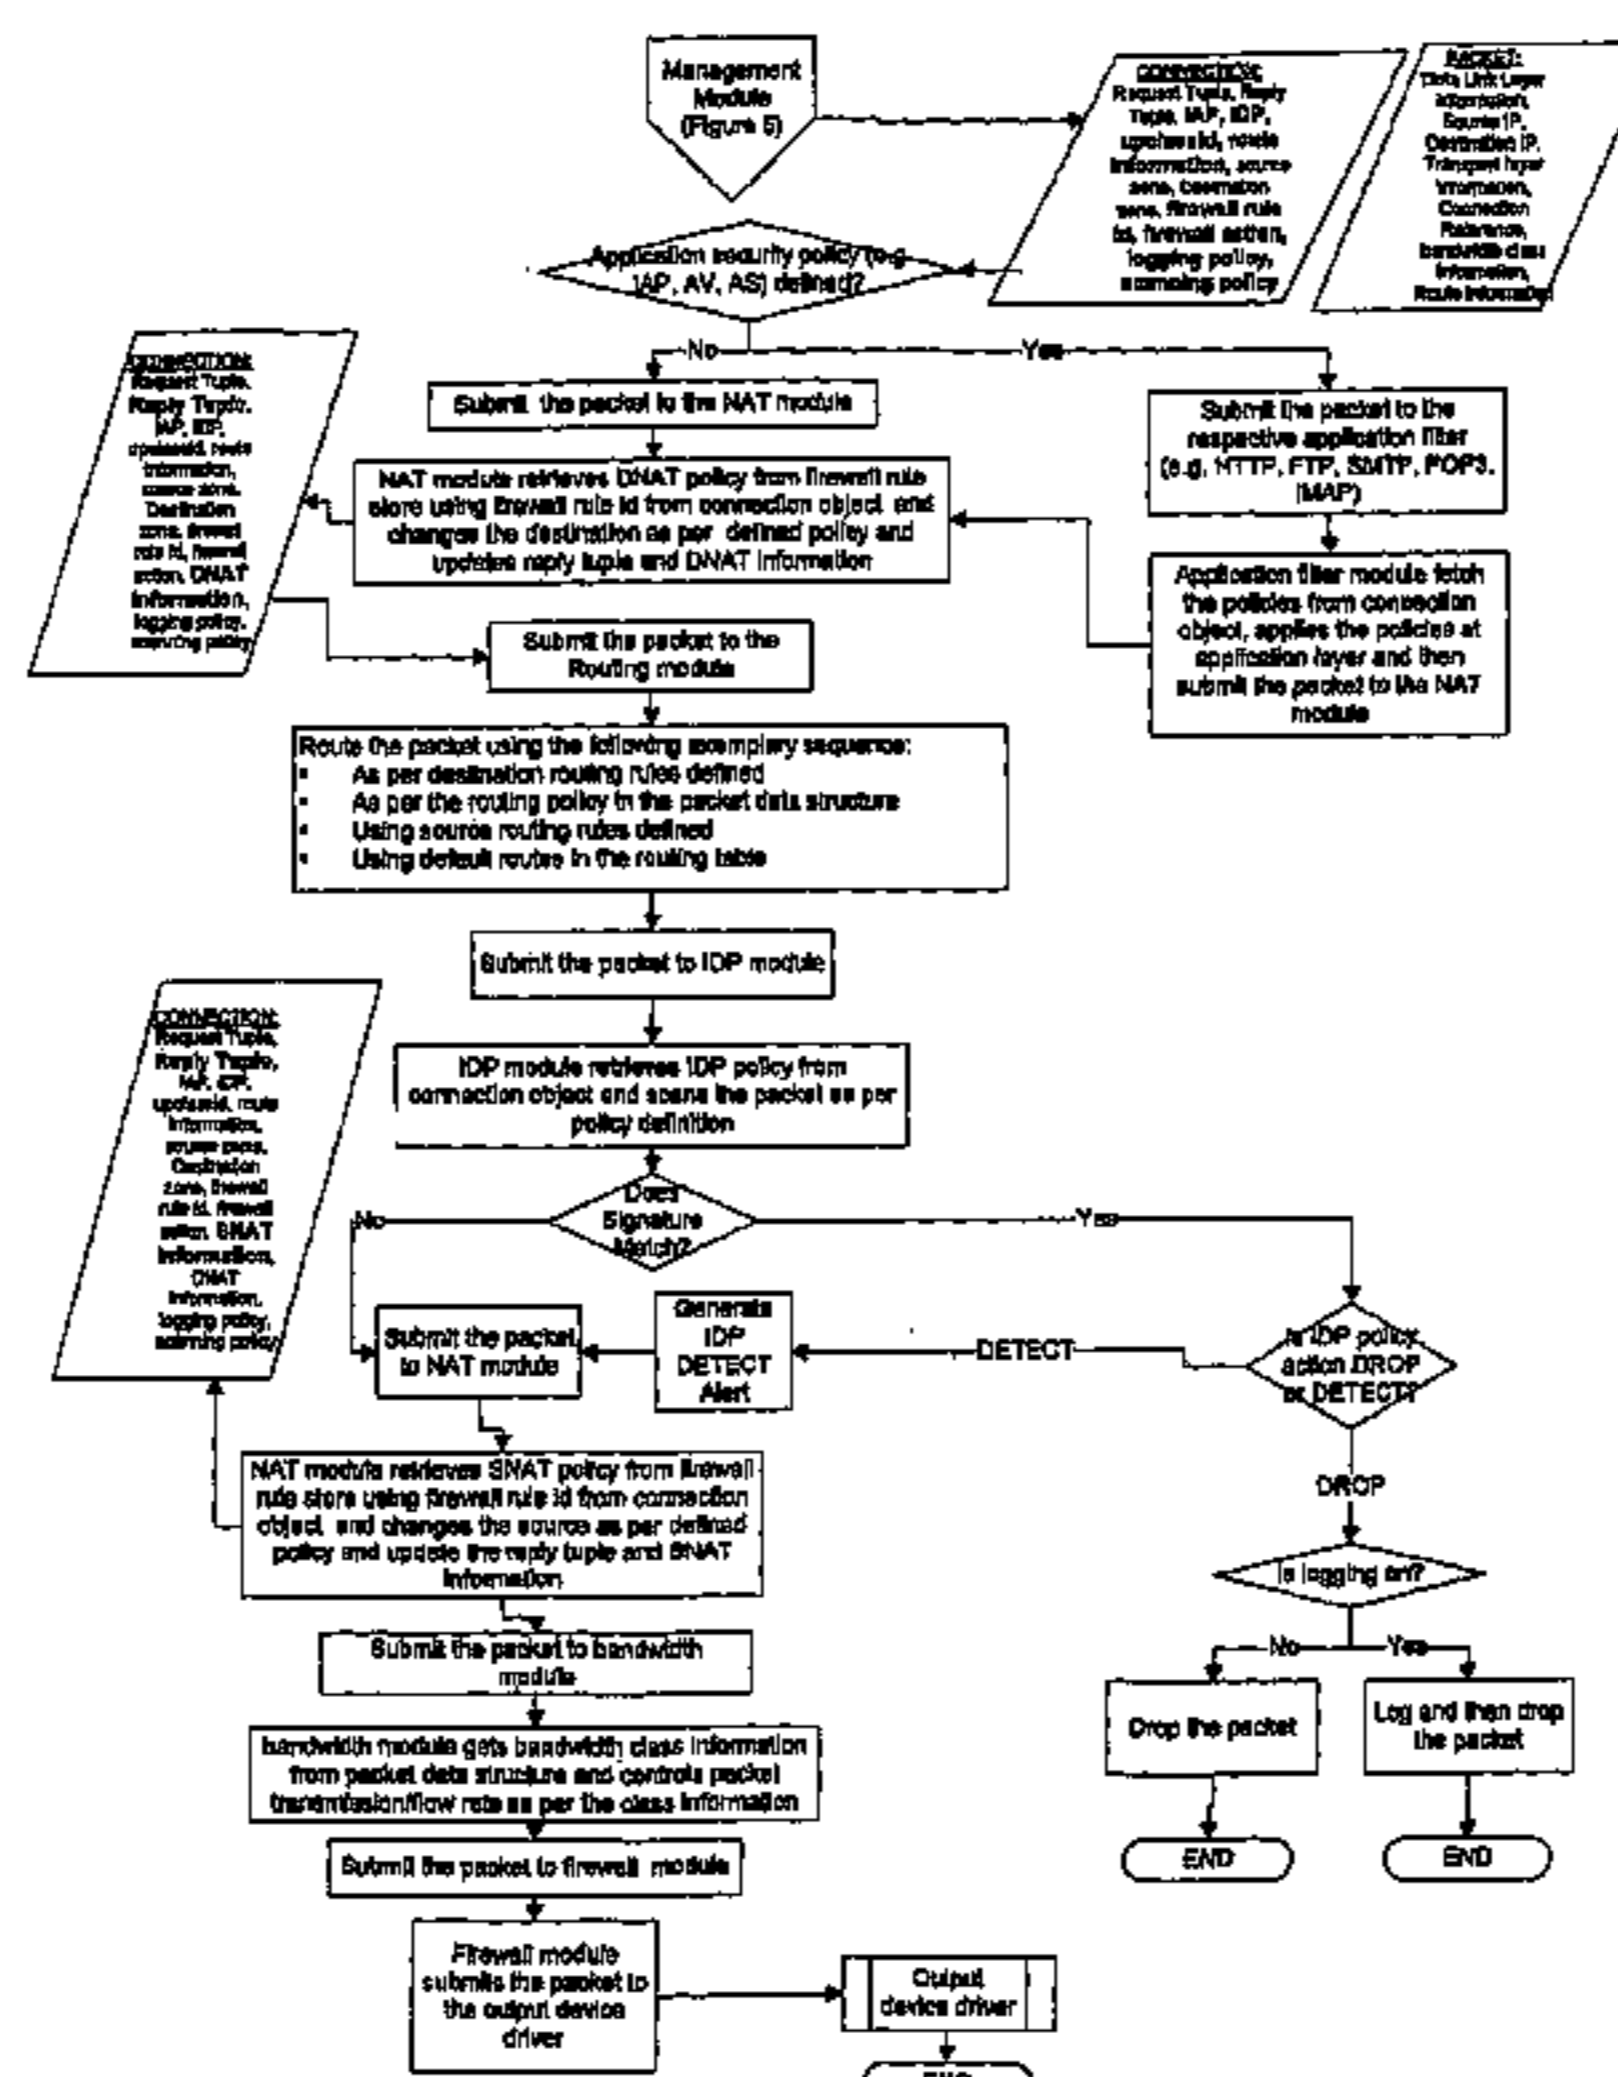 Management
Module
(Figure 5)
CONNECTION:
Request Tuple, Reply
Tuple, IAP, IDP,
route
information, source
zone, Destination
zone, firewall rule
id, firewall action,
logging policy,
scanning policy
PACKET:
Data Link Layer
Information,
Source IP,
Destination IP,
Transport layer
Information,
Connection
Reference,
bandwidth class
Information,
Route Information
Application security policy (e.g.
IAP, AV, AS) defined?
No
Yes
Submit the packet to the NAT module
Submit the packet to the
respective application filter
(e.g. HTTP, FTP, SMTP, POP3,
IMAP)
CONNECTION:
Request Tuple,
Reply Tuple,
IAP, IDP,
route
information,
source zone,
Destination
zone, firewall
rule id, firewall
action, DNAT
information,
logging policy,
scanning policy
NAT module retrieves DNAT policy from firewall rule
store using firewall rule id from connection object and
changes the destination as per defined policy and
updates reply tuple and DNAT information
Application filter module fetch
the policies from connection
object, applies the policies at
application layer and then
submit the packet to the NAT
module
Submit the packet to the
Routing module
Route the packet using the following exemplary sequence:
• As per destination routing rules defined
• As per the routing policy in the packet data structure
• Using source routing rules defined
• Using default routes in the routing table
Submit the packet to IDP module
CONNECTION:
Request Tuple,
Reply Tuple,
IAP, IDP,
route
information,
source zone,
Destination
zone, firewall
rule id, firewall
action, SNAT
information,
DNAT
information,
logging policy,
scanning policy
IDP module retrieves IDP policy from
connection object and scans the packet as per
policy definition
Does
Signature
Match?
No
Yes
Submit the packet
to NAT module
Generate
IDP
DETECT
Alert
DETECT
Is IDP policy
action DROP
or DETECT?
DROP
NAT module retrieves SNAT policy from firewall
rule store using firewall rule id from connection
object and changes the source as per defined
policy and update the reply tuple and SNAT
information
Is logging on?
No
Yes
Submit the packet to bandwidth
module
Drop the packet
Log and then drop
the packet
bandwidth module gets bandwidth class information
from packet data structure and controls packet
transmission/flow rate as per the class information
END
END
Submit the packet to firewall module
Firewall module
submits the packet to
the output device
driver
Output
device driver